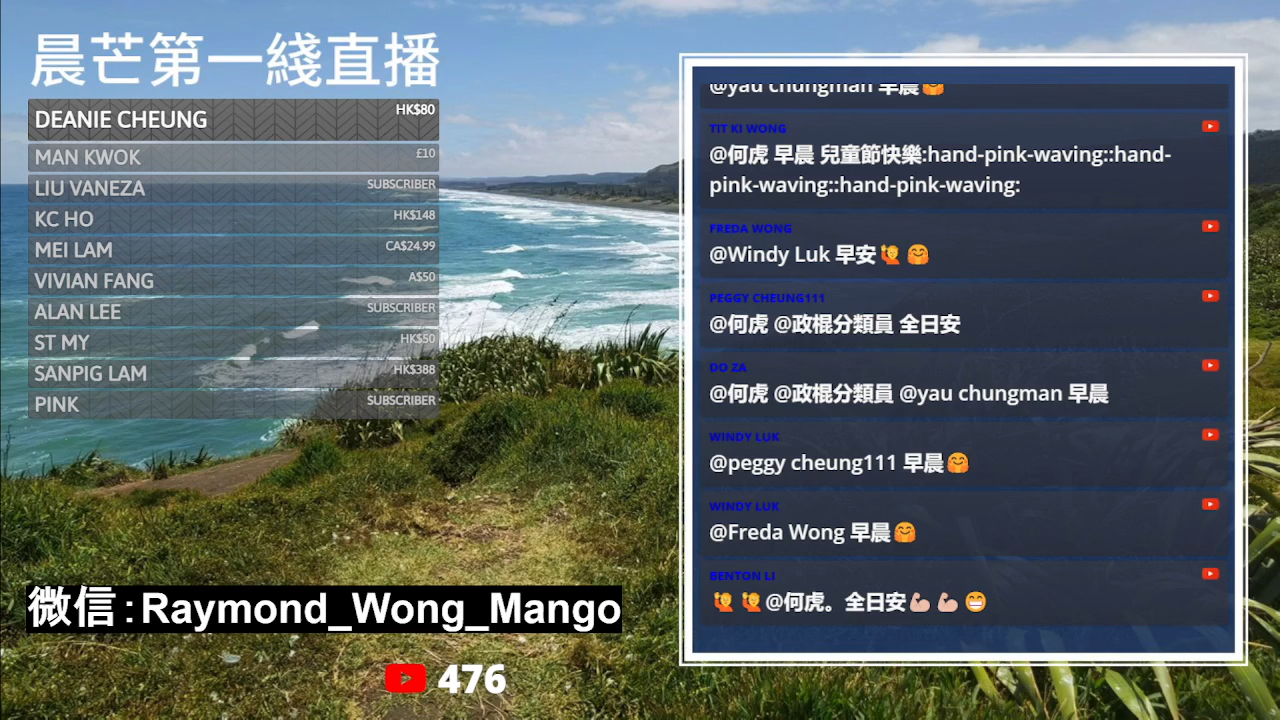 晨芒第一綫直播
DEANIE CHEUNG HK$80
MAN KWOK £10
LIU VANEZA SUBSCRIBER
KC HO HK$148
MEI LAM CA$24.99
VIVIAN FANG A$50
ALAN LEE SUBSCRIBER
ST MY HK$50
SANPIG LAM HK$388
PINK SUBSCRIBER
微信:Raymond_Wong_Mango
476
@yau chungman 早晨🤗
TIT KI WONG
@何虎 早晨 兒童節快樂:hand-pink-waving::hand-
pink-waving::hand-pink-waving:
FREDA WONG
@Windy Luk 早安🙋🤗
PEGGY CHEUNG111
@何虎 @政棍分類員 全日安
DO ZA
@何虎 @政棍分類員 @yau chungman 早晨
WINDY LUK
@peggy cheung111 早晨🤗
WINDY LUK
@Freda Wong 早晨🤗
BENTON LI
🙋🙋@何虎。全日安💪🏻💪🏻😁